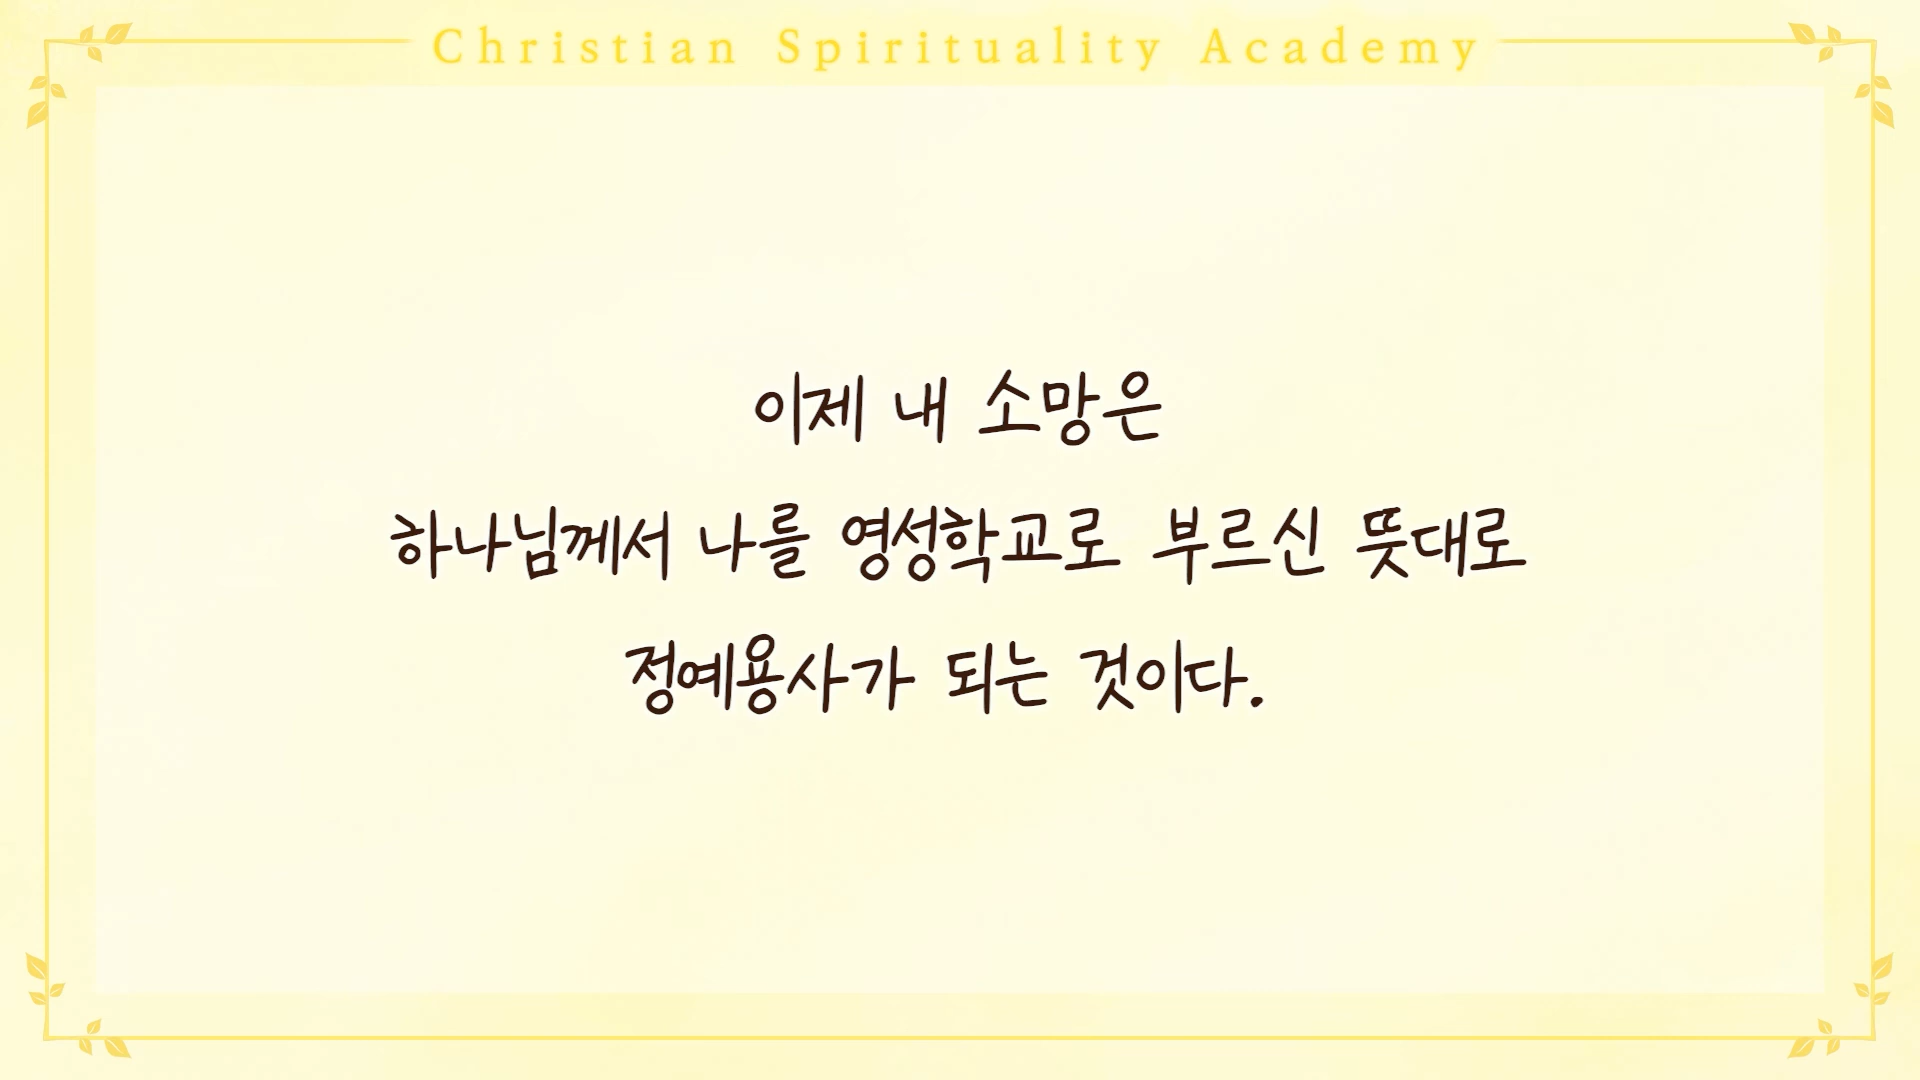 Christian Spirituality Academy
이제 내 소망은
하나님께서 나를 영성학교로 부르신 뜻대로
정예용사가 되는 것이다.